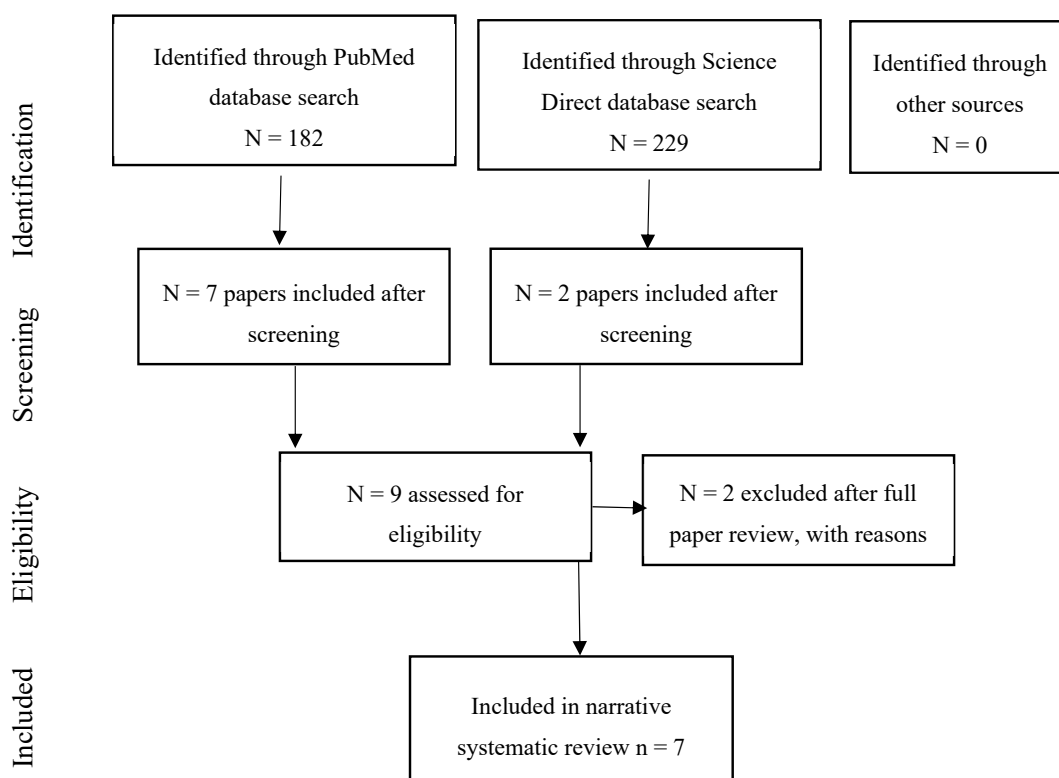 Identification
Identified through PubMed
database search
N = 182
Identified through Science
Direct database search
N = 229
Identified through
other sources
N = 0
Screening
N = 7 papers included after
screening
N = 2 papers included after
screening
Eligibility
N = 9 assessed for
eligibility
N = 2 excluded after full
paper review, with reasons
Included
Included in narrative
systematic review n = 7